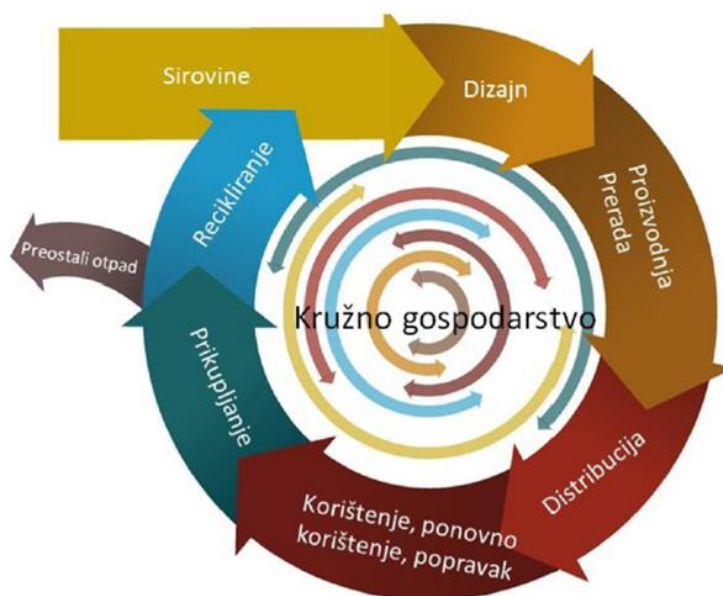 Sirovine
Dizajn
Proizvodnja
Prerada
Distribucija
Korištenje, ponovno
korištenje, popravak
Prikupljanje
Recikliranje
Preostali otpad
Kružno gospodarstvo